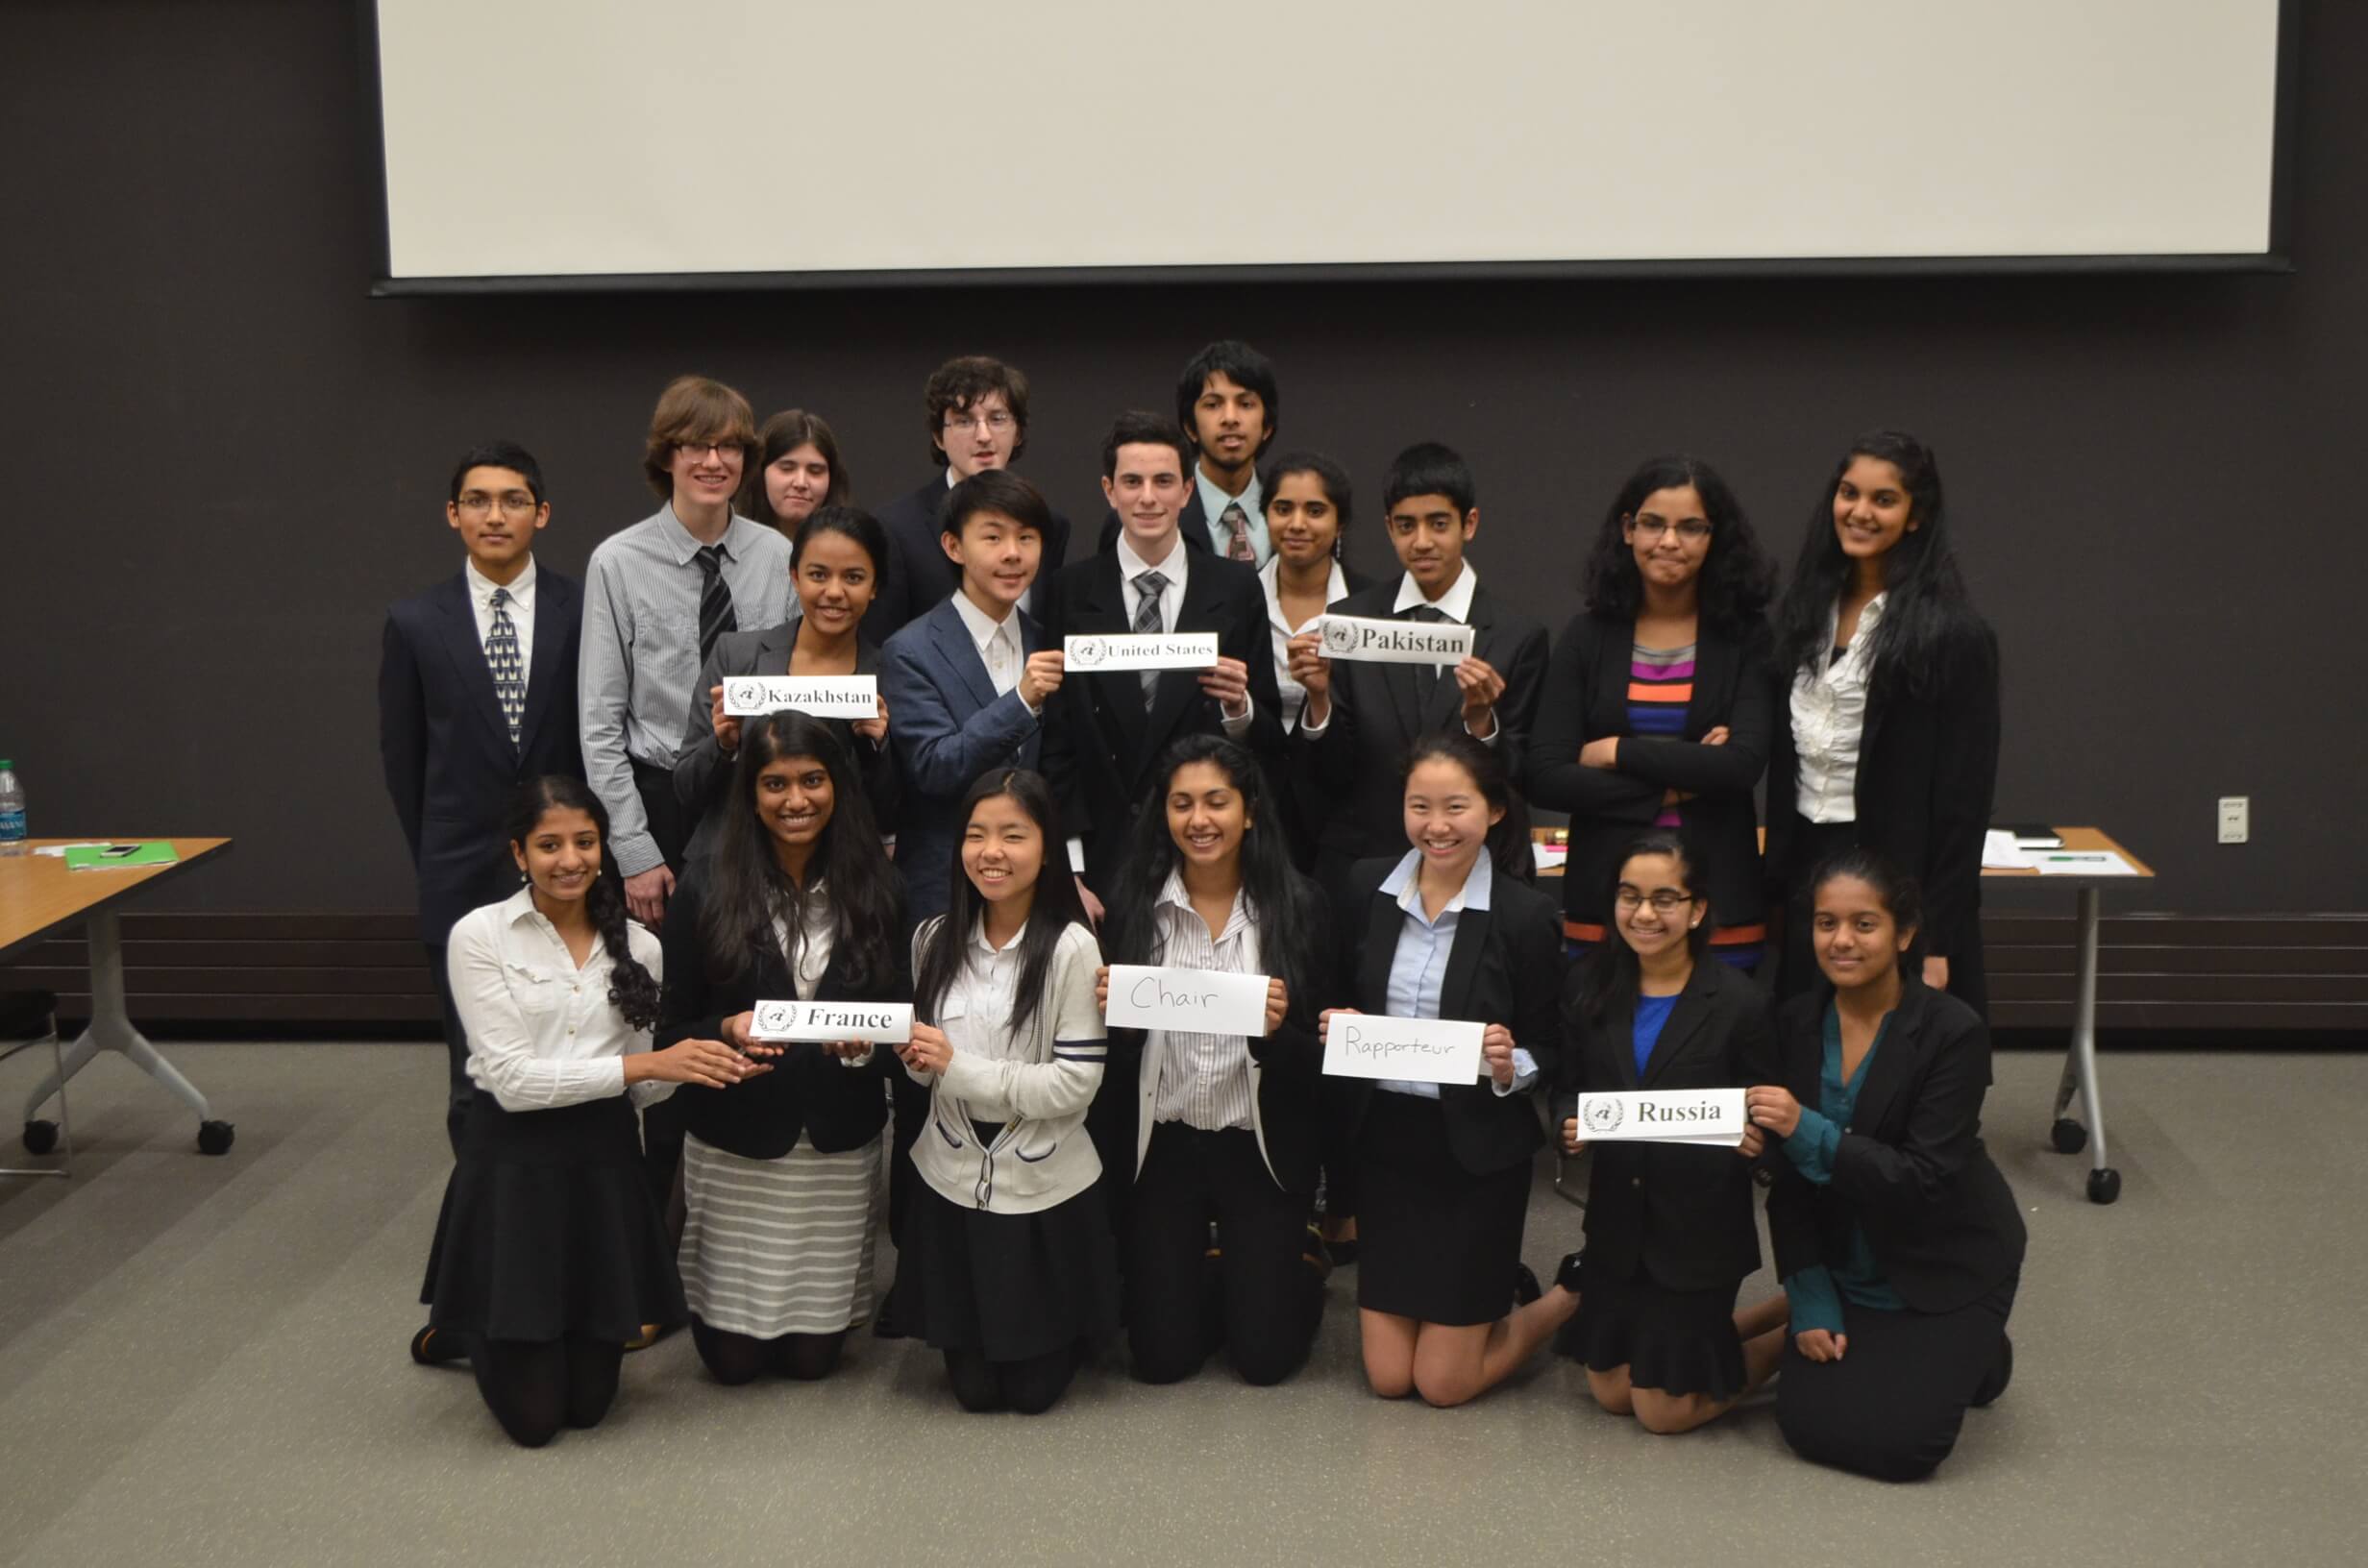 United States
Pakistan
Kazakhstan
Chair
France
Rapporteur
Russia